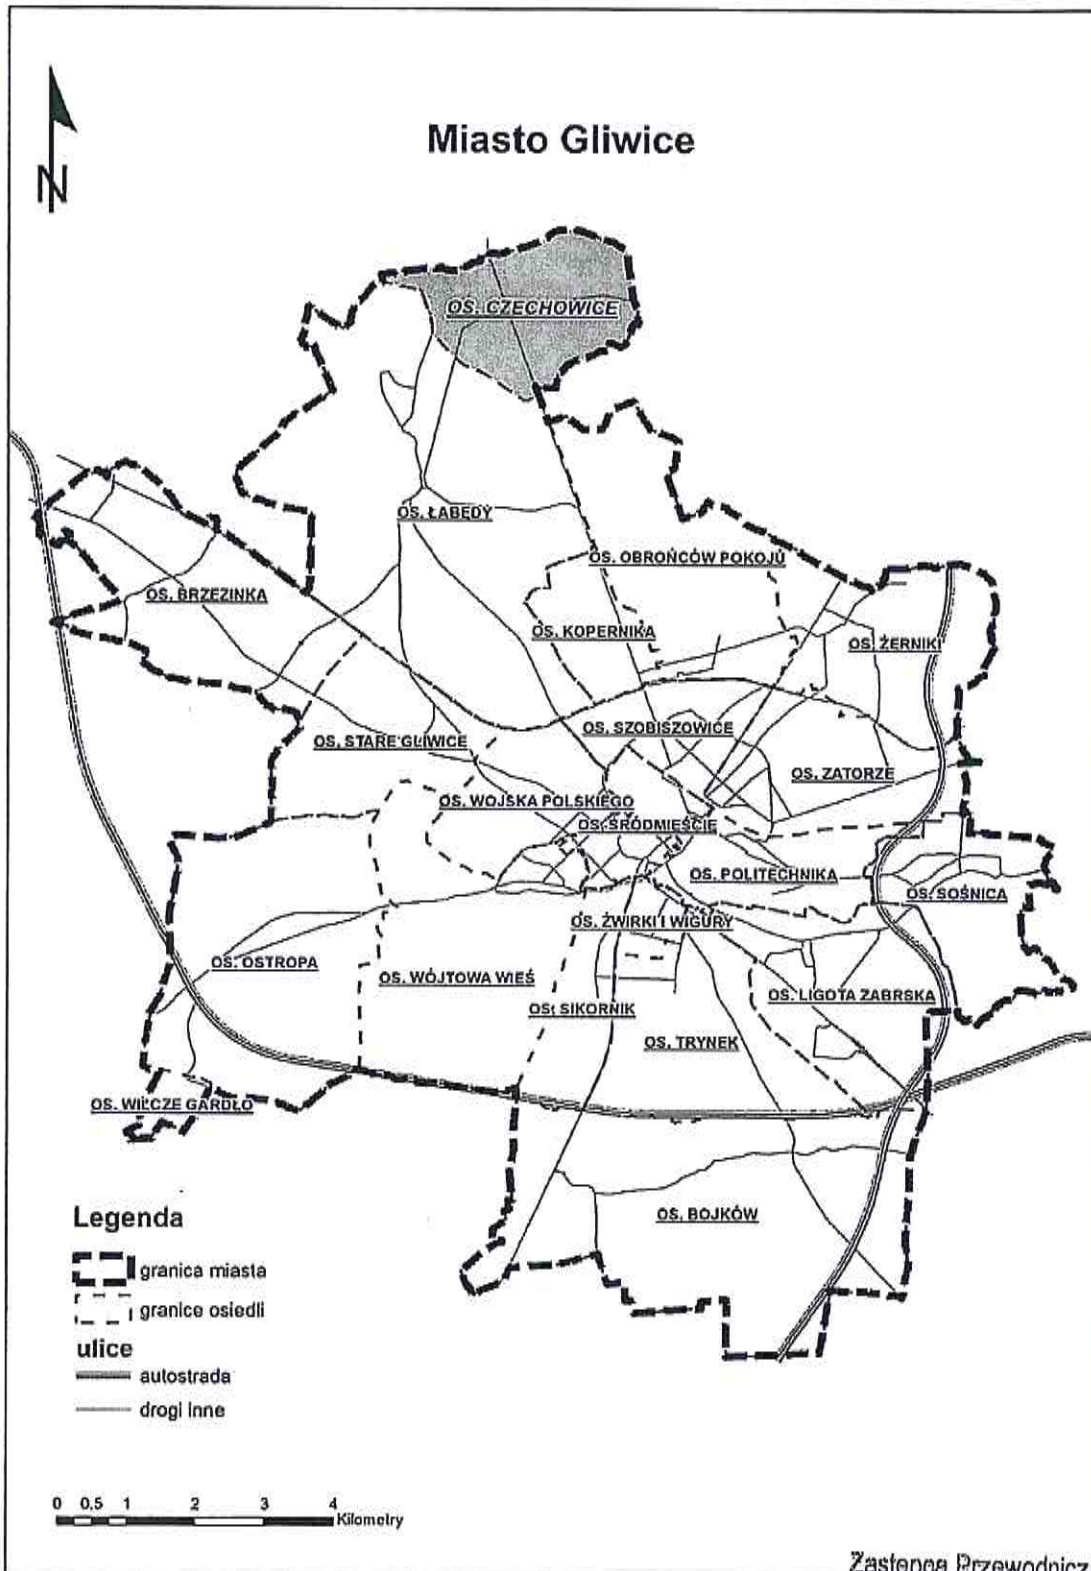 Miasto Gliwice
N
OS. CZECHOWICE
OS. ŁABĘDY
OS. OBROŃCÓW POKOJU
OS. BRZEZINKA
OS. KOPERNIKA
OS. ŻERNIKI
OS. SZOBISZOWICE
OS. STARE GLIWICE
OS. ZATORZE
OS. WOJSKA POLSKIEGO
OS. ŚRÓDMIEŚCIE
OS. POLITECHNIKA
OS. SOŚNICA
OS. ŻWIRKI I WIGURY
OS. OSTROPA
OS. WÓJTOWA WIEŚ
OS. LIGOTA ZABRSKA
OS. SIKORNIK
OS. TRYNEK
OS. WILCZE GARDŁO
OS. BOJKÓW
Legenda
granica miasta
granice osiedli
ulice
autostrada
drogi inne
0 0,5 1 2 3 4
Kilometry
Zastępca Przewodnicz